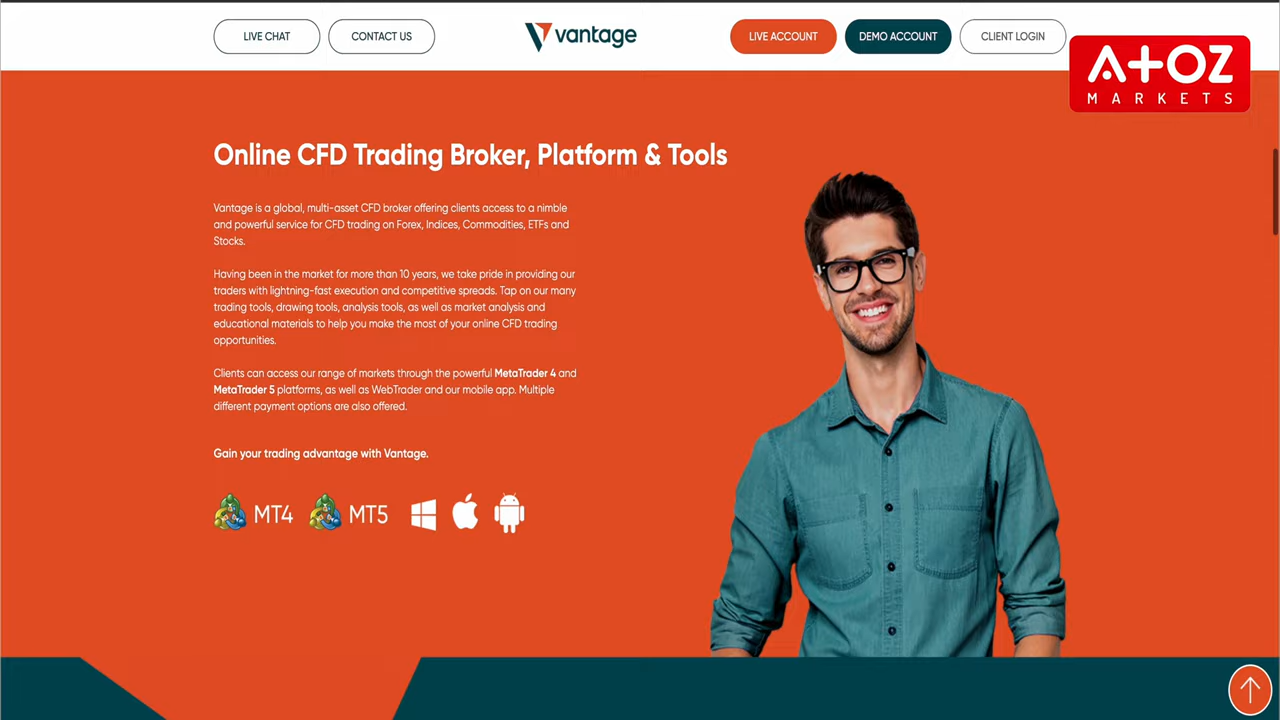 LIVE CHAT
CONTACT US
vantage
LIVE ACCOUNT
DEMO ACCOUNT
CLIENT LOGIN
ATOZ
MARKETS
Online CFD Trading Broker, Platform & Tools
Vantage is a global, multi-asset CFD broker offering clients access to a nimble
and powerful service for CFD trading on Forex, Indices, Commodities, ETFs and
Stocks.
Having been in the market for more than 10 years, we take pride in providing our
traders with lightning-fast execution and competitive spreads. Tap on our many
trading tools, drawing tools, analysis tools, as well as market analysis and
educational materials to help you make the most of your online CFD trading
opportunities.
Clients can access our range of markets through the powerful MetaTrader 4 and
MetaTrader 5 platforms, as well as WebTrader and our mobile app. Multiple
different payment options are also offered.
Gain your trading advantage with Vantage.
MT4
MT5